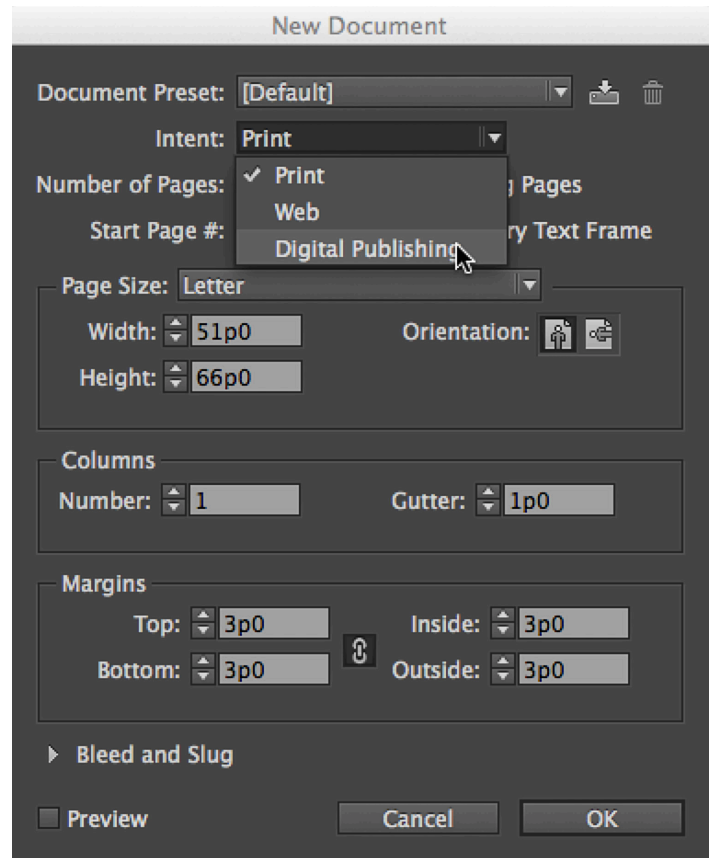 New Document
Document Preset: [Default]
Intent: Print
Print
Number of Pages: Pages
Web
Start Page #: Text Frame
Digital Publishing
Page Size: Letter
Width: 51p0 Orientation:
Height: 66p0
Columns
Number: 1 Gutter: 1p0
Margins
Top: 3p0 Inside: 3p0
Bottom: 3p0 Outside: 3p0
Bleed and Slug
Preview Cancel OK